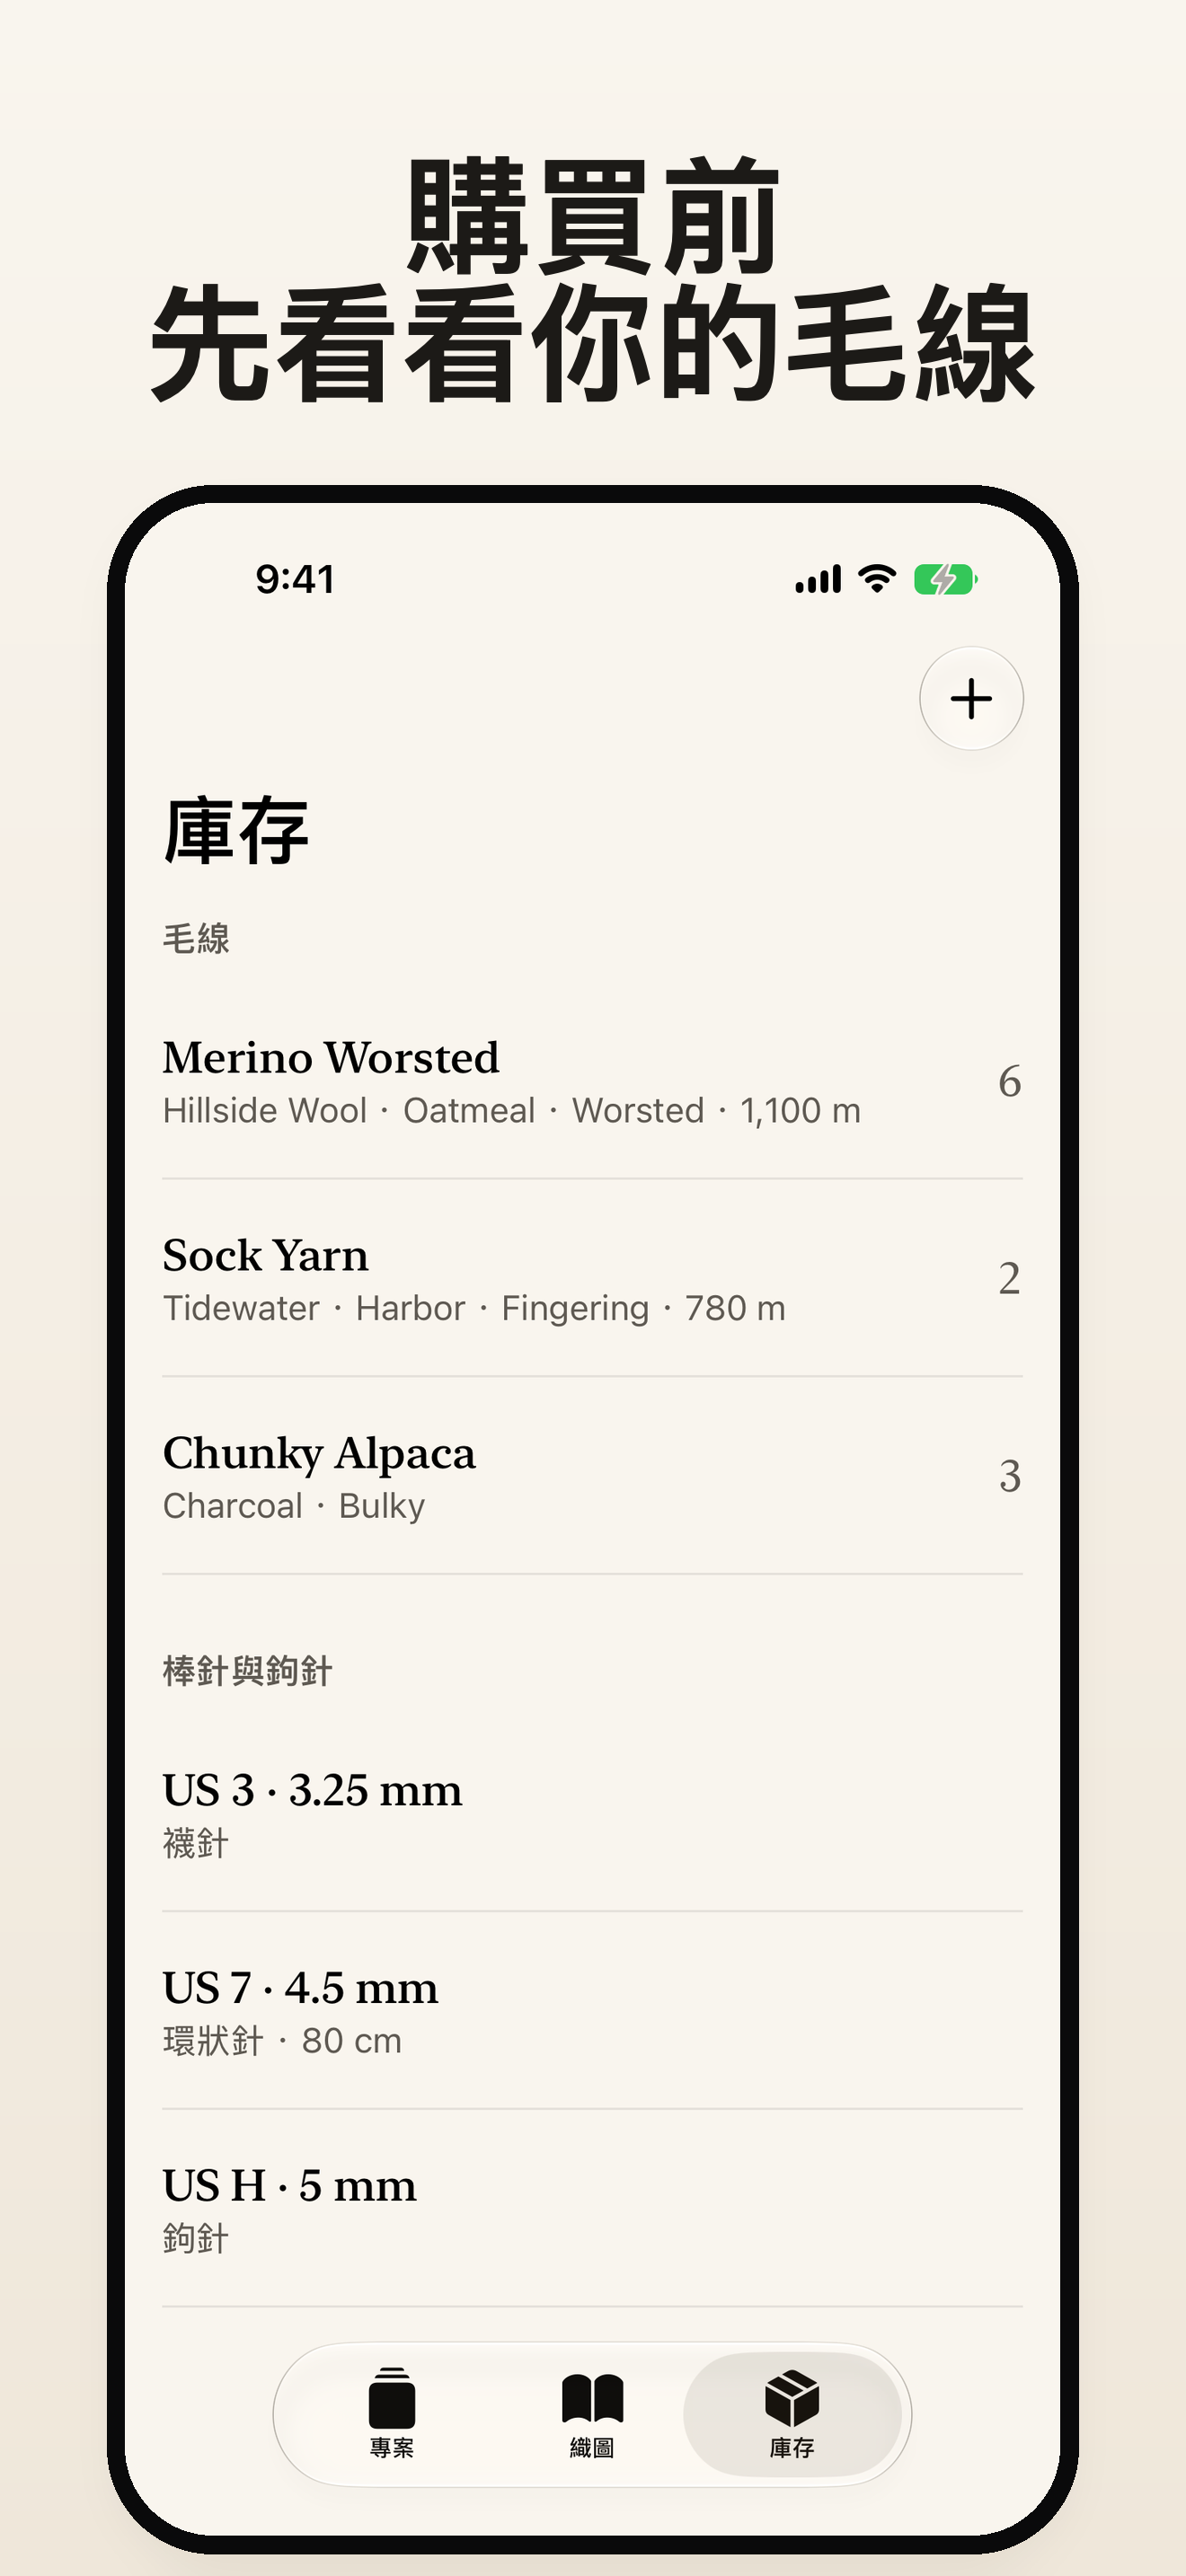 購買前
先看看你的毛線
9:41
庫存
毛線
Merino Worsted
Hillside Wool · Oatmeal · Worsted · 1,100 m
6
Sock Yarn
Tidewater · Harbor · Fingering · 780 m
2
Chunky Alpaca
Charcoal · Bulky
3
棒針與鉤針
US 3 · 3.25 mm
襪針
US 7 · 4.5 mm
環狀針 · 80 cm
US H · 5 mm
鉤針
專案
織圖
庫存